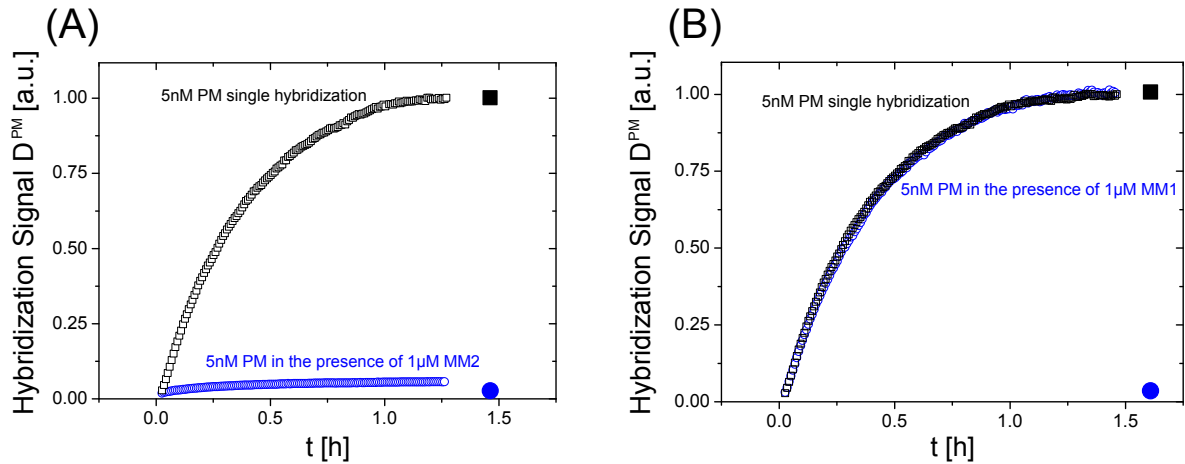 (A)
Hybridization Signal D^PM [a.u.]
1.00
0.75
0.50
0.25
0.00
5nM PM single hybridization
5nM PM in the presence of 1µM MM2
0.0 0.5 1.0 1.5
t [h]
(B)
Hybridization Signal D^PM [a.u.]
1.00
0.75
0.50
0.25
0.00
5nM PM single hybridization
5nM PM in the presence of 1µM MM1
0.0 0.5 1.0 1.5
t [h]